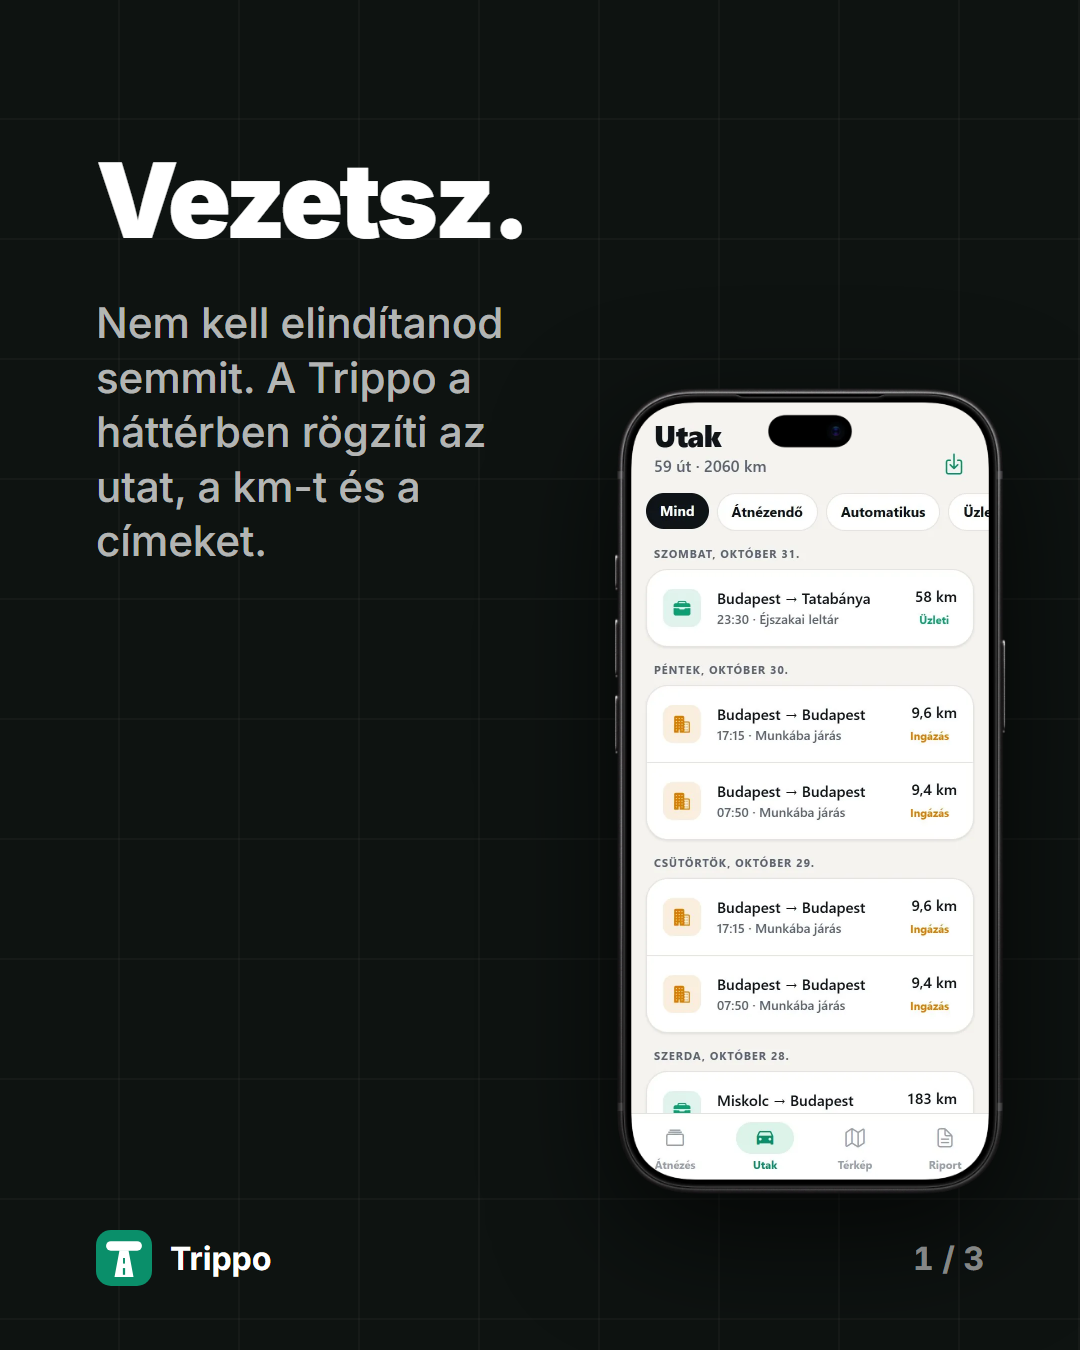 Vezetsz.
Nem kell elindítanod
semmit. A Trippo a
háttérben rögzíti az
utat, a km-t és a
címeket.
Utak
59 út · 2060 km
Mind
Átnézendő
Automatikus
Üzle
SZOMBAT, OKTÓBER 31.
Budapest → Tatabánya
58 km
23:30 · Éjszakai leltár
Üzleti
PÉNTEK, OKTÓBER 30.
Budapest → Budapest
9,6 km
17:15 · Munkába járás
Ingázás
Budapest → Budapest
9,4 km
07:50 · Munkába járás
Ingázás
CSÜTÖRTÖK, OKTÓBER 29.
Budapest → Budapest
9,6 km
17:15 · Munkába járás
Ingázás
Budapest → Budapest
9,4 km
07:50 · Munkába járás
Ingázás
SZERDA, OKTÓBER 28.
Miskolc → Budapest
183 km
Átnézés
Utak
Térkép
Riport
Trippo
1 / 3